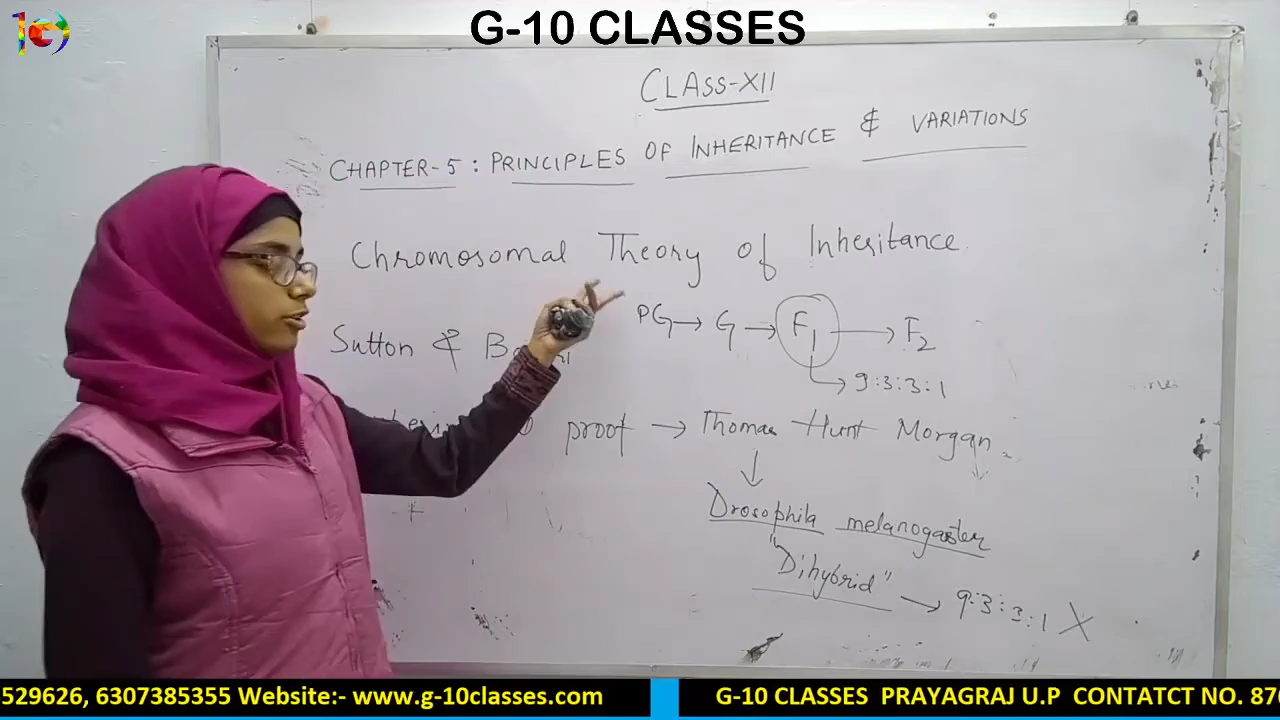 G-10 CLASSES
CLASS-XII
CHAPTER-5 : PRINCIPLES OF INHERITANCE & VARIATIONS
Chromosomal Theory of Inheritance.
PG → G → F1 → F2
Sutton &
→ 9:3:3:1
proof → Thomas Hunt Morgan
↓
Drosophila melanogaster
"Dihybrid" → 9:3:3:1 X
529626, 6307385355 Website:- www.g-10classes.com G-10 CLASSES PRAYAGRAJ U.P CONTATCT NO. 870